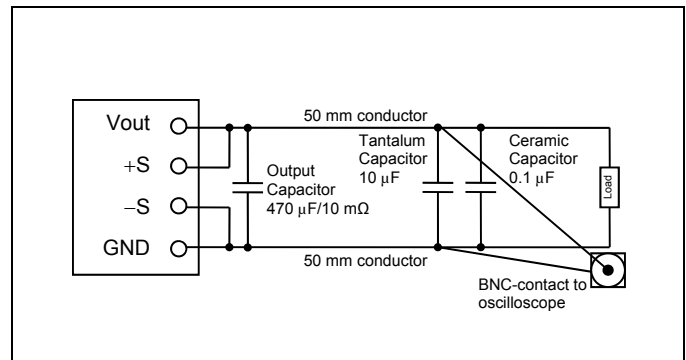 Vout
+S
−S
GND
50 mm conductor
Output
Capacitor
470 µF/10 mΩ
Tantalum
Capacitor
10 µF
Ceramic
Capacitor
0.1 µF
Load
50 mm conductor
BNC-contact to
oscilloscope